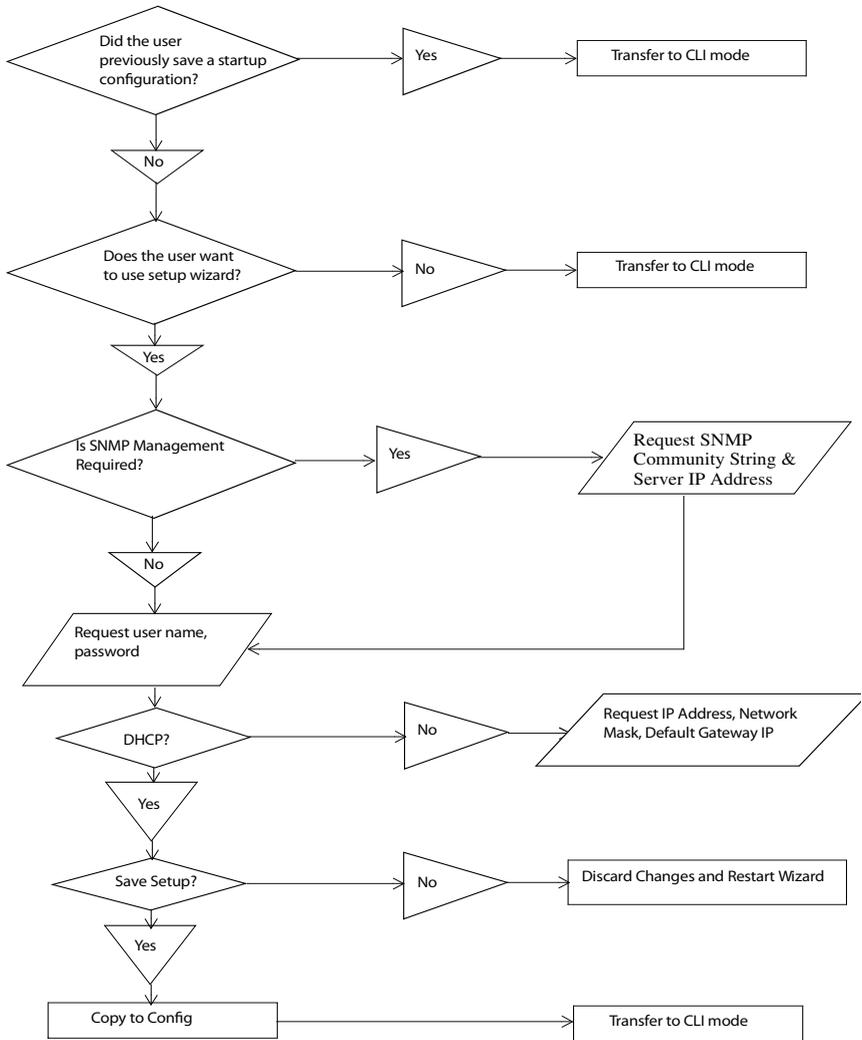 Did the user
previously save a startup
configuration?
Yes
Transfer to CLI mode
No
Does the user want
to use setup wizard?
No
Transfer to CLI mode
Yes
Is SNMP Management
Required?
Yes
Request SNMP
Community String &
Server IP Address
No
Request user name,
password
DHCP?
No
Request IP Address, Network
Mask, Default Gateway IP
Yes
Save Setup?
No
Discard Changes and Restart Wizard
Yes
Copy to Config
Transfer to CLI mode